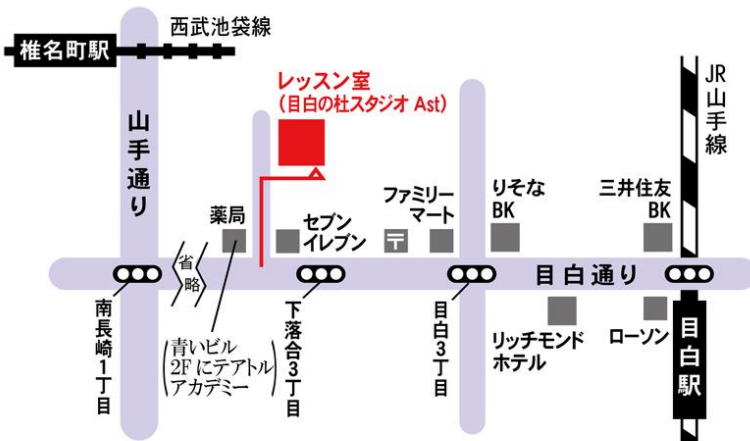 西武池袋線
椎名町駅
レッスン室
(目白の杜スタジオ Ast)
JR山手線
山手通り
薬局
セブン
イレブン
〒
ファミリー
マート
りそな
BK
三井住友
BK
省略
目白通り
南長崎1丁目
(青いビル
2Fにテアトル
アカデミー)
下落合3丁目
目白3丁目
リッチモンド
ホテル
ローソン
目白駅